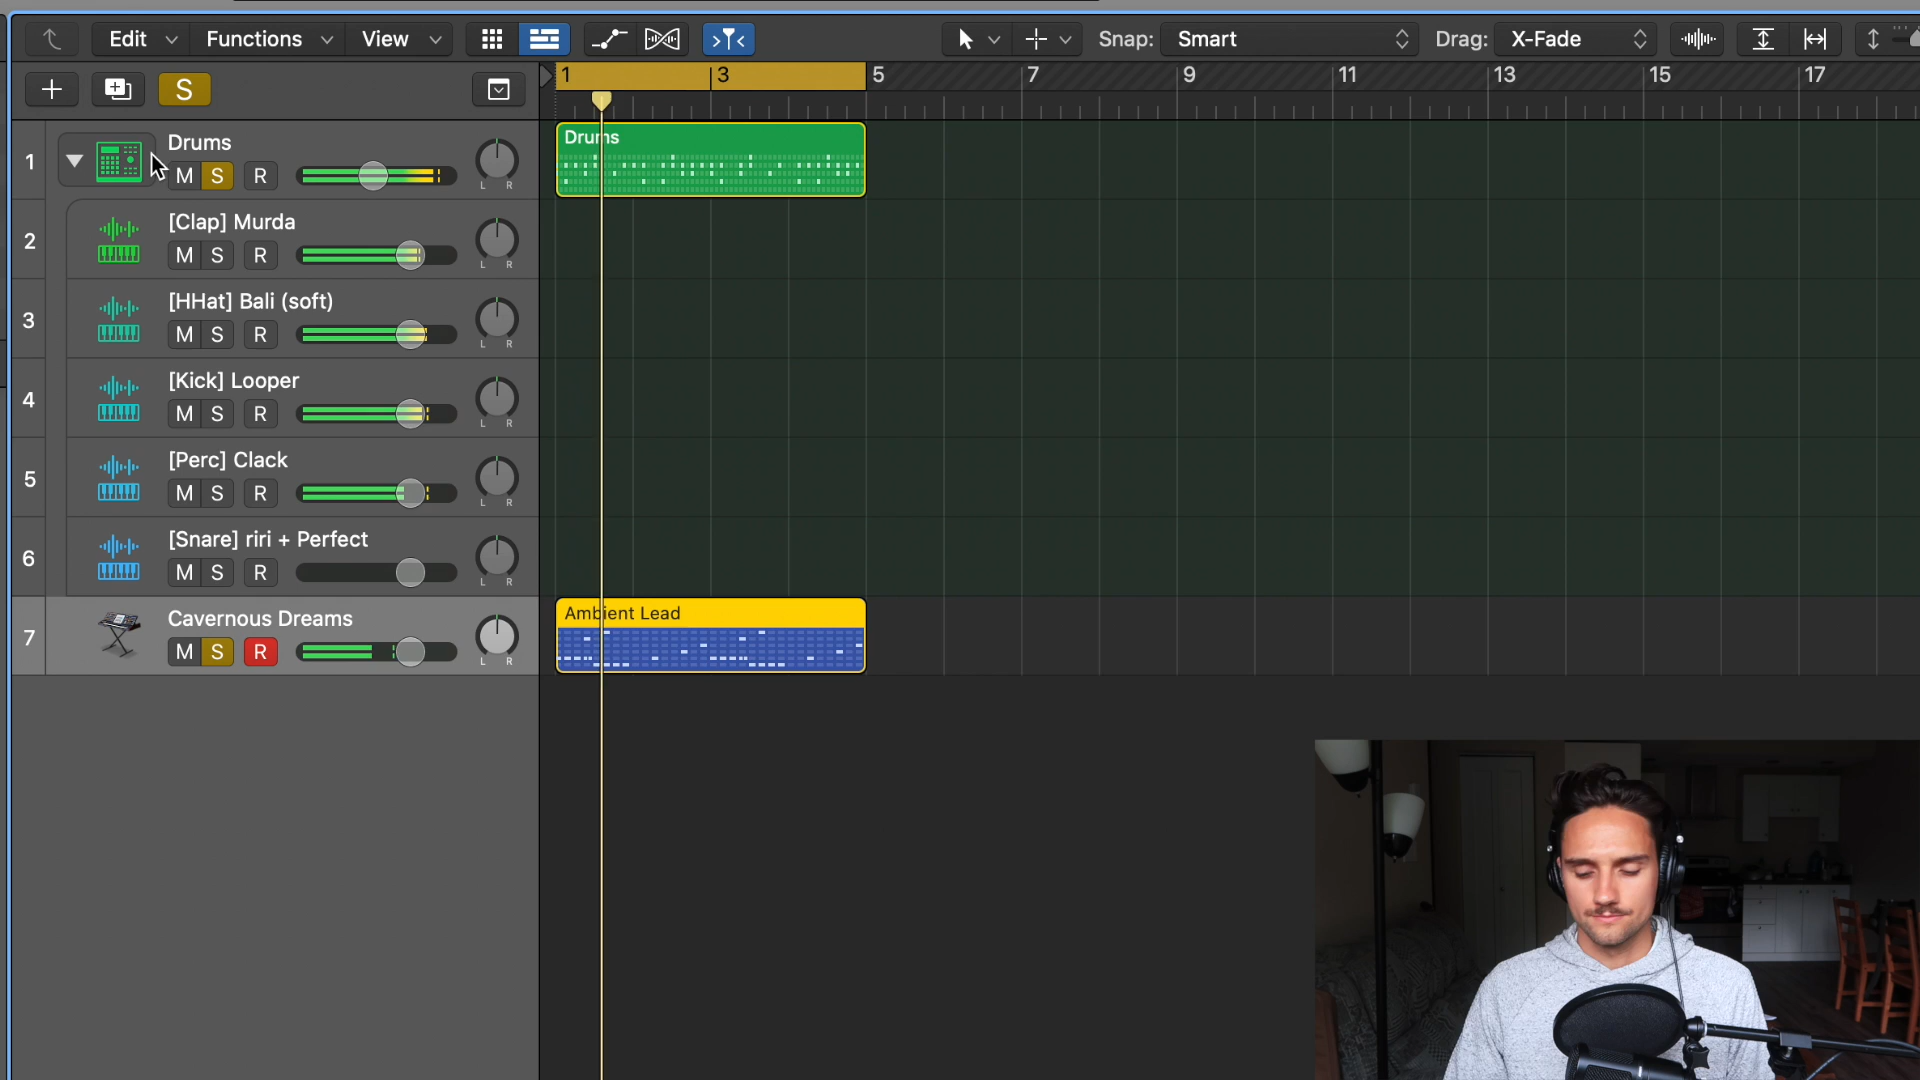 Edit Functions View Snap: Smart Drag: X-Fade
S 1 3 5 7 9 11 13 15 17
1 Drums M S R L R Drums
2 [Clap] Murda M S R L R
3 [HHat] Bali (soft) M S R L R
4 [Kick] Looper M S R L R
5 [Perc] Clack M S R L R
6 [Snare] riri + Perfect M S R L R
7 Cavernous Dreams M S R L R Ambient Lead